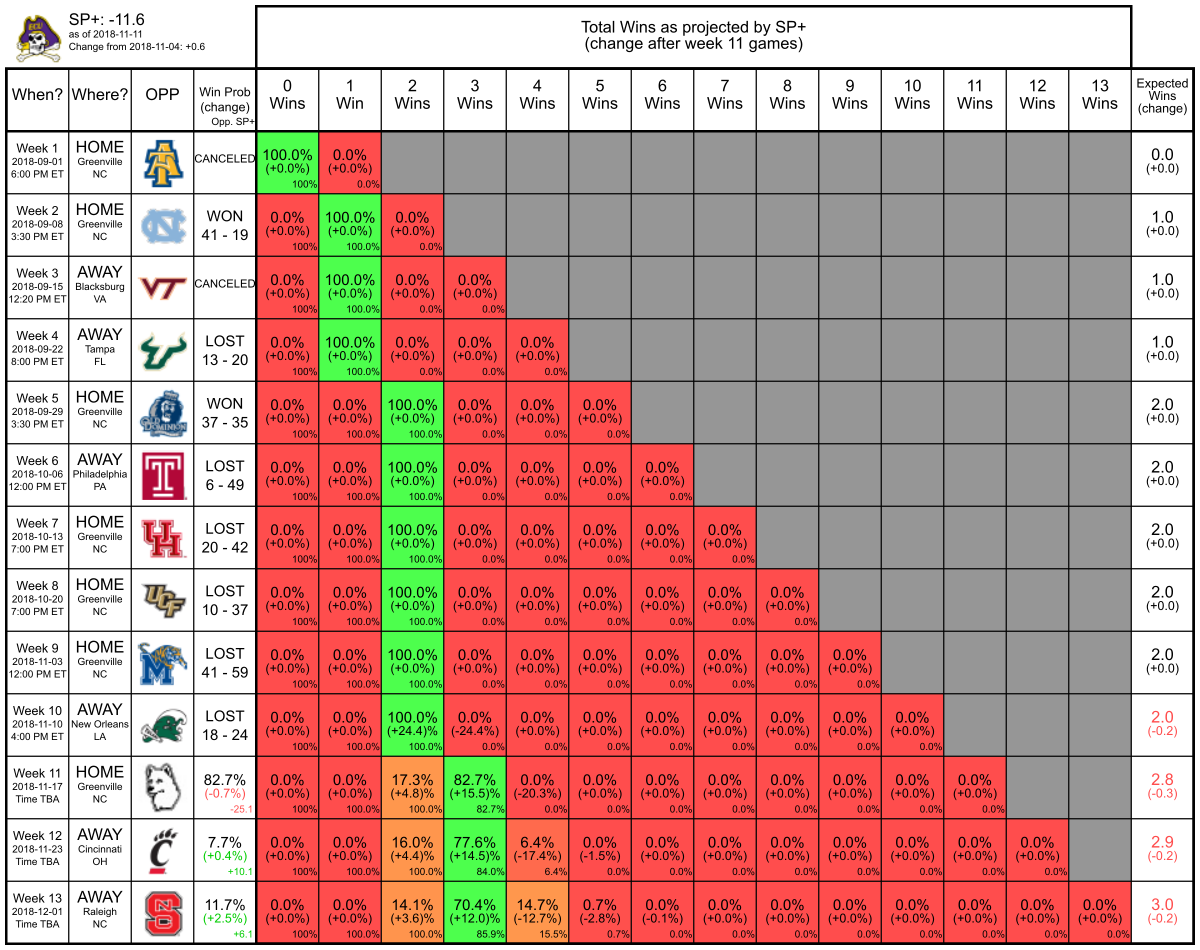 SP+: -11.6
as of 2018-11-11
Change from 2018-11-04: +0.6
Total Wins as projected by SP+
(change after week 11 games)
When? Where? OPP Win Prob (change) Opp. SP+ 0 Wins 1 Win 2 Wins 3 Wins 4 Wins 5 Wins 6 Wins 7 Wins 8 Wins 9 Wins 10 Wins 11 Wins 12 Wins 13 Wins Expected Wins (change)
Week 1 HOME CANCELED 100.0% 0.0% 0.0
2018-09-01 Greenville (+0.0%) (+0.0%) (+0.0)
6:00 PM ET NC 100% 0.0%
Week 2 HOME WON 0.0% 100.0% 0.0% 1.0
2018-09-08 Greenville 41 - 19 (+0.0%) (+0.0%) (+0.0%) (+0.0)
3:30 PM ET NC 100% 100.0% 0.0%
Week 3 AWAY CANCELED 0.0% 100.0% 0.0% 0.0% 1.0
2018-09-15 Blacksburg (+0.0%) (+0.0%) (+0.0%) (+0.0%) (+0.0)
12:20 PM ET VA 100% 100.0% 0.0% 0.0%
Week 4 AWAY LOST 0.0% 100.0% 0.0% 0.0% 0.0% 1.0
2018-09-22 Tampa 13 - 20 (+0.0%) (+0.0%) (+0.0%) (+0.0%) (+0.0%) (+0.0)
8:00 PM ET FL 100% 100.0% 0.0% 0.0% 0.0%
Week 5 HOME WON 0.0% 0.0% 100.0% 0.0% 0.0% 0.0% 2.0
2018-09-29 Greenville OLD DOMINION 37 - 35 (+0.0%) (+0.0%) (+0.0%) (+0.0%) (+0.0%) (+0.0%) (+0.0)
3:30 PM ET NC 100% 100.0% 100.0% 0.0% 0.0% 0.0%
Week 6 AWAY LOST 0.0% 0.0% 100.0% 0.0% 0.0% 0.0% 0.0% 2.0
2018-10-06 Philadelphia T 6 - 49 (+0.0%) (+0.0%) (+0.0%) (+0.0%) (+0.0%) (+0.0%) (+0.0%) (+0.0)
12:00 PM ET PA 100% 100.0% 100.0% 0.0% 0.0% 0.0% 0.0%
Week 7 HOME LOST 0.0% 0.0% 100.0% 0.0% 0.0% 0.0% 0.0% 0.0% 2.0
2018-10-13 Greenville UH 20 - 42 (+0.0%) (+0.0%) (+0.0%) (+0.0%) (+0.0%) (+0.0%) (+0.0%) (+0.0%) (+0.0)
7:00 PM ET NC 100% 100.0% 100.0% 0.0% 0.0% 0.0% 0.0% 0.0%
Week 8 HOME LOST 0.0% 0.0% 100.0% 0.0% 0.0% 0.0% 0.0% 0.0% 0.0% 2.0
2018-10-20 Greenville UCF 10 - 37 (+0.0%) (+0.0%) (+0.0%) (+0.0%) (+0.0%) (+0.0%) (+0.0%) (+0.0%) (+0.0%) (+0.0)
7:00 PM ET NC 100% 100.0% 100.0% 0.0% 0.0% 0.0% 0.0% 0.0% 0.0%
Week 9 HOME LOST 0.0% 0.0% 100.0% 0.0% 0.0% 0.0% 0.0% 0.0% 0.0% 0.0% 2.0
2018-11-03 Greenville M 41 - 59 (+0.0%) (+0.0%) (+0.0%) (+0.0%) (+0.0%) (+0.0%) (+0.0%) (+0.0%) (+0.0%) (+0.0%) (+0.0)
12:00 PM ET NC 100% 100.0% 100.0% 0.0% 0.0% 0.0% 0.0% 0.0% 0.0% 0.0%
Week 10 AWAY LOST 0.0% 0.0% 100.0% 0.0% 0.0% 0.0% 0.0% 0.0% 0.0% 0.0% 0.0% 2.0
2018-11-10 New Orleans 18 - 24 (+0.0%) (+0.0%) (+24.4)% (-24.4%) (+0.0%) (+0.0%) (+0.0%) (+0.0%) (+0.0%) (+0.0%) (+0.0%) (-0.2)
4:00 PM ET LA 100% 100.0% 100.0% 0.0% 0.0% 0.0% 0.0% 0.0% 0.0% 0.0% 0.0%
Week 11 HOME 82.7% 0.0% 0.0% 17.3% 82.7% 0.0% 0.0% 0.0% 0.0% 0.0% 0.0% 0.0% 0.0% 2.8
2018-11-17 Greenville (-0.7%) (+0.0%) (+0.0%) (+4.8)% (+15.5)% (-20.3%) (+0.0%) (+0.0%) (+0.0%) (+0.0%) (+0.0%) (+0.0%) (+0.0%) (-0.3)
Time TBA NC -25.1 100% 100% 100.0% 82.7% 0.0% 0.0% 0.0% 0.0% 0.0% 0.0% 0.0% 0.0%
Week 12 AWAY 7.7% 0.0% 0.0% 16.0% 77.6% 6.4% 0.0% 0.0% 0.0% 0.0% 0.0% 0.0% 0.0% 0.0% 2.9
2018-11-23 Cincinnati C (+0.4%) (+0.0%) (+0.0%) (+4.4)% (+14.5)% (-17.4%) (-1.5%) (+0.0%) (+0.0%) (+0.0%) (+0.0%) (+0.0%) (+0.0%) (+0.0%) (-0.2)
Time TBA OH +10.1 100% 100.0% 100.0% 84.0% 6.4% 0.0% 0.0% 0.0% 0.0% 0.0% 0.0% 0.0% 0.0%
Week 13 AWAY 11.7% 0.0% 0.0% 14.1% 70.4% 14.7% 0.7% 0.0% 0.0% 0.0% 0.0% 0.0% 0.0% 0.0% 0.0% 3.0
2018-12-01 Raleigh NCS (+2.5%) (+0.0%) (+0.0%) (+3.6)% (+12.0)% (-12.7%) (-2.8%) (-0.1%) (+0.0%) (+0.0%) (+0.0%) (+0.0%) (+0.0%) (+0.0%) (+0.0%) (-0.2)
Time TBA NC +6.1 100% 100.0% 100.0% 85.9% 15.5% 0.7% 0.0% 0.0% 0.0% 0.0% 0.0% 0.0% 0.0% 0.0%